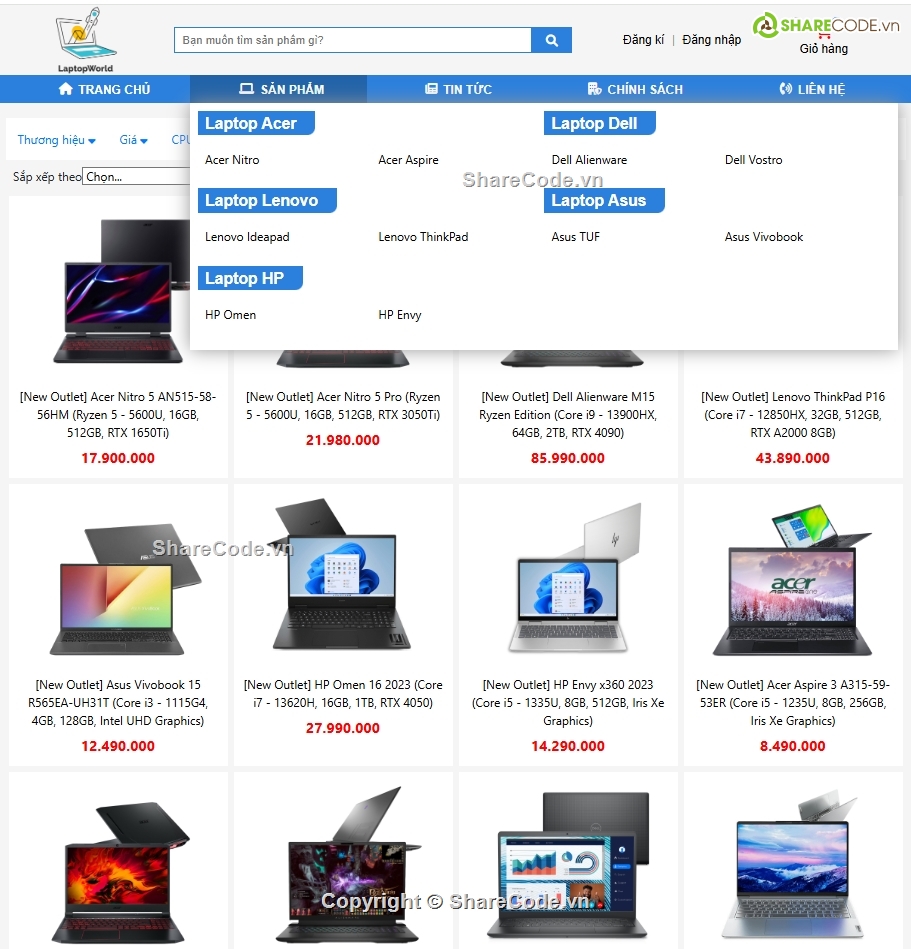 LaptopWorld
Bạn muốn tìm sản phẩm gì?
Đăng kí | Đăng nhập
SHARECODE.vn
Giỏ hàng
TRANG CHỦ
SẢN PHẨM
TIN TỨC
CHÍNH SÁCH
LIÊN HỆ
Thương hiệu
Giá
CPU
Sắp xếp theo
Chọn...
Laptop Acer
Laptop Dell
Acer Nitro
Acer Aspire
Dell Alienware
Dell Vostro
ShareCode.vn
Laptop Lenovo
Laptop Asus
Lenovo Ideapad
Lenovo ThinkPad
Asus TUF
Asus Vivobook
Laptop HP
HP Omen
HP Envy
[New Outlet] Acer Nitro 5 AN515-58-
56HM (Ryzen 5 - 5600U, 16GB,
512GB, RTX 1650Ti)
17.900.000
[New Outlet] Acer Nitro 5 Pro (Ryzen
5 - 5600U, 16GB, 512GB, RTX 3050Ti)
21.980.000
[New Outlet] Dell Alienware M15
Ryzen Edition (Core i9 - 13900HX,
64GB, 2TB, RTX 4090)
85.990.000
[New Outlet] Lenovo ThinkPad P16
(Core i7 - 12850HX, 32GB, 512GB,
RTX A2000 8GB)
43.890.000
ShareCode.vn
hp
acer
ASPIRE
[New Outlet] Asus Vivobook 15
R565EA-UH31T (Core i3 - 1115G4,
4GB, 128GB, Intel UHD Graphics)
12.490.000
[New Outlet] HP Omen 16 2023 (Core
i7 - 13620H, 16GB, 1TB, RTX 4050)
27.990.000
[New Outlet] HP Envy x360 2023
(Core i5 - 1335U, 8GB, 512GB, Iris Xe
Graphics)
14.290.000
[New Outlet] Acer Aspire 3 A315-59-
53ER (Core i5 - 1235U, 8GB, 256GB,
Iris Xe Graphics)
8.490.000
Copyright © ShareCode.vn